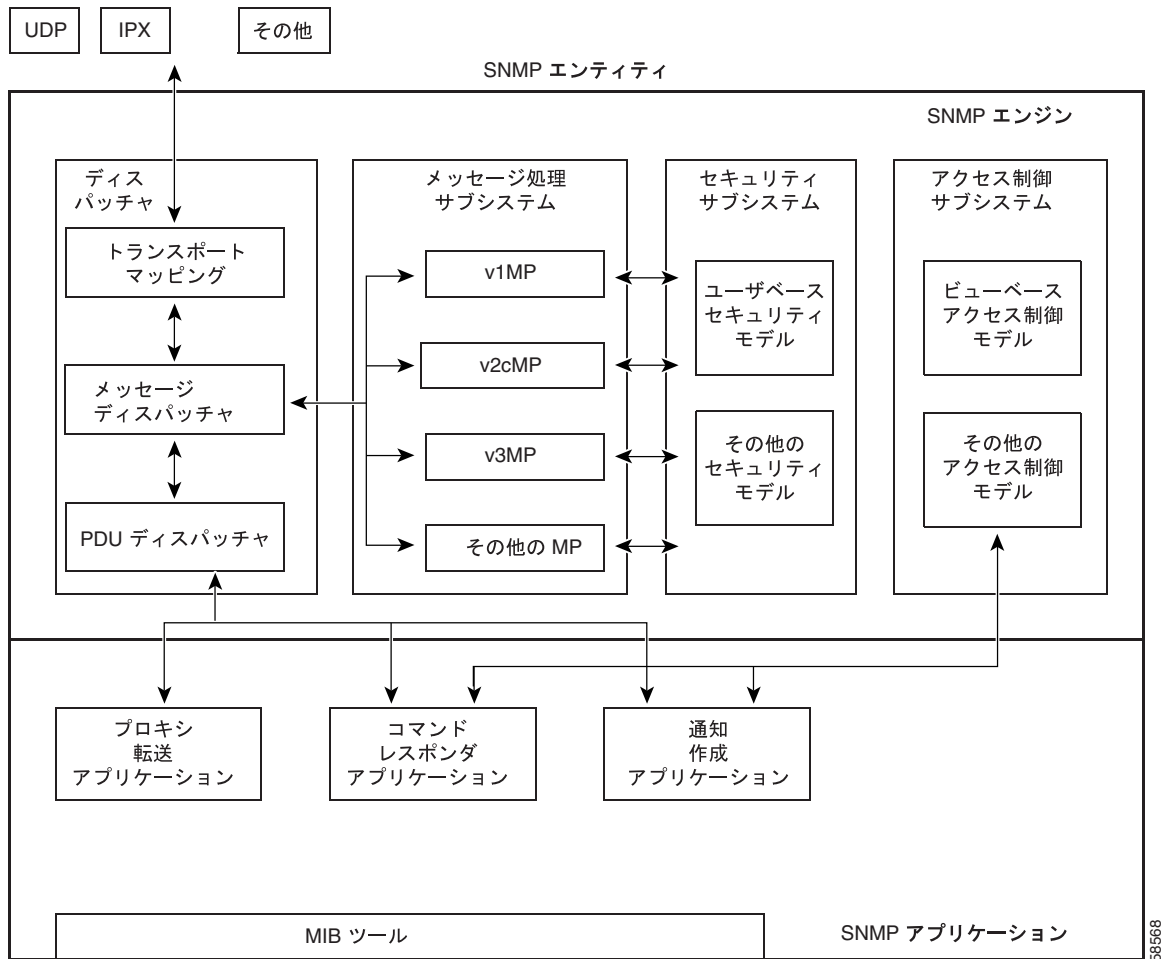 UDP
IPX
その他
SNMP エンティティ
SNMP エンジン
ディス
パッチャ
トランスポート
マッピング
メッセージ
ディスパッチャ
PDU ディスパッチャ
メッセージ処理
サブシステム
v1MP
v2cMP
v3MP
その他の MP
セキュリティ
サブシステム
ユーザベース
セキュリティ
モデル
その他の
セキュリティ
モデル
アクセス制御
サブシステム
ビューベース
アクセス制御
モデル
その他の
アクセス制御
モデル
プロキシ
転送
アプリケーション
コマンド
レスポンダ
アプリケーション
通知
作成
アプリケーション
MIB ツール
SNMP アプリケーション
58568